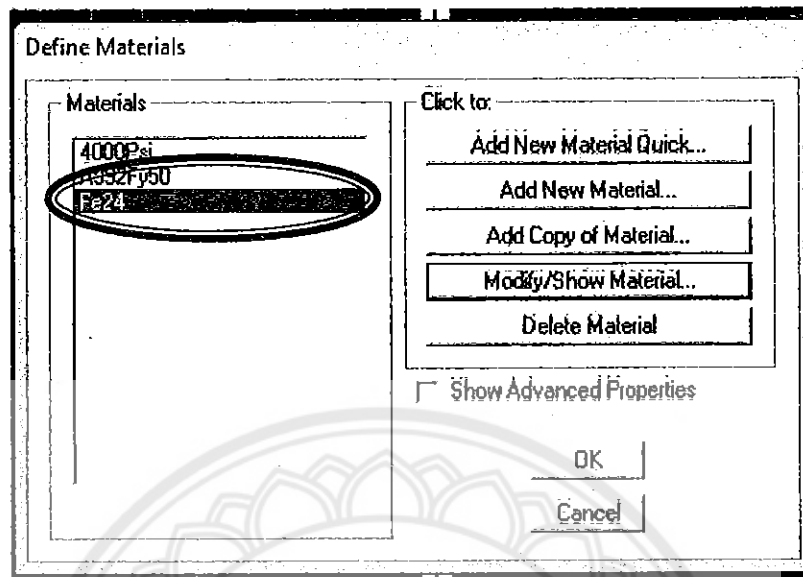 Define Materials
Materials
4000Psi
A992Fy50
Fe24
Click to:
Add New Material Quick...
Add New Material...
Add Copy of Material...
Modify/Show Material...
Delete Material
Show Advanced Properties
OK
Cancel